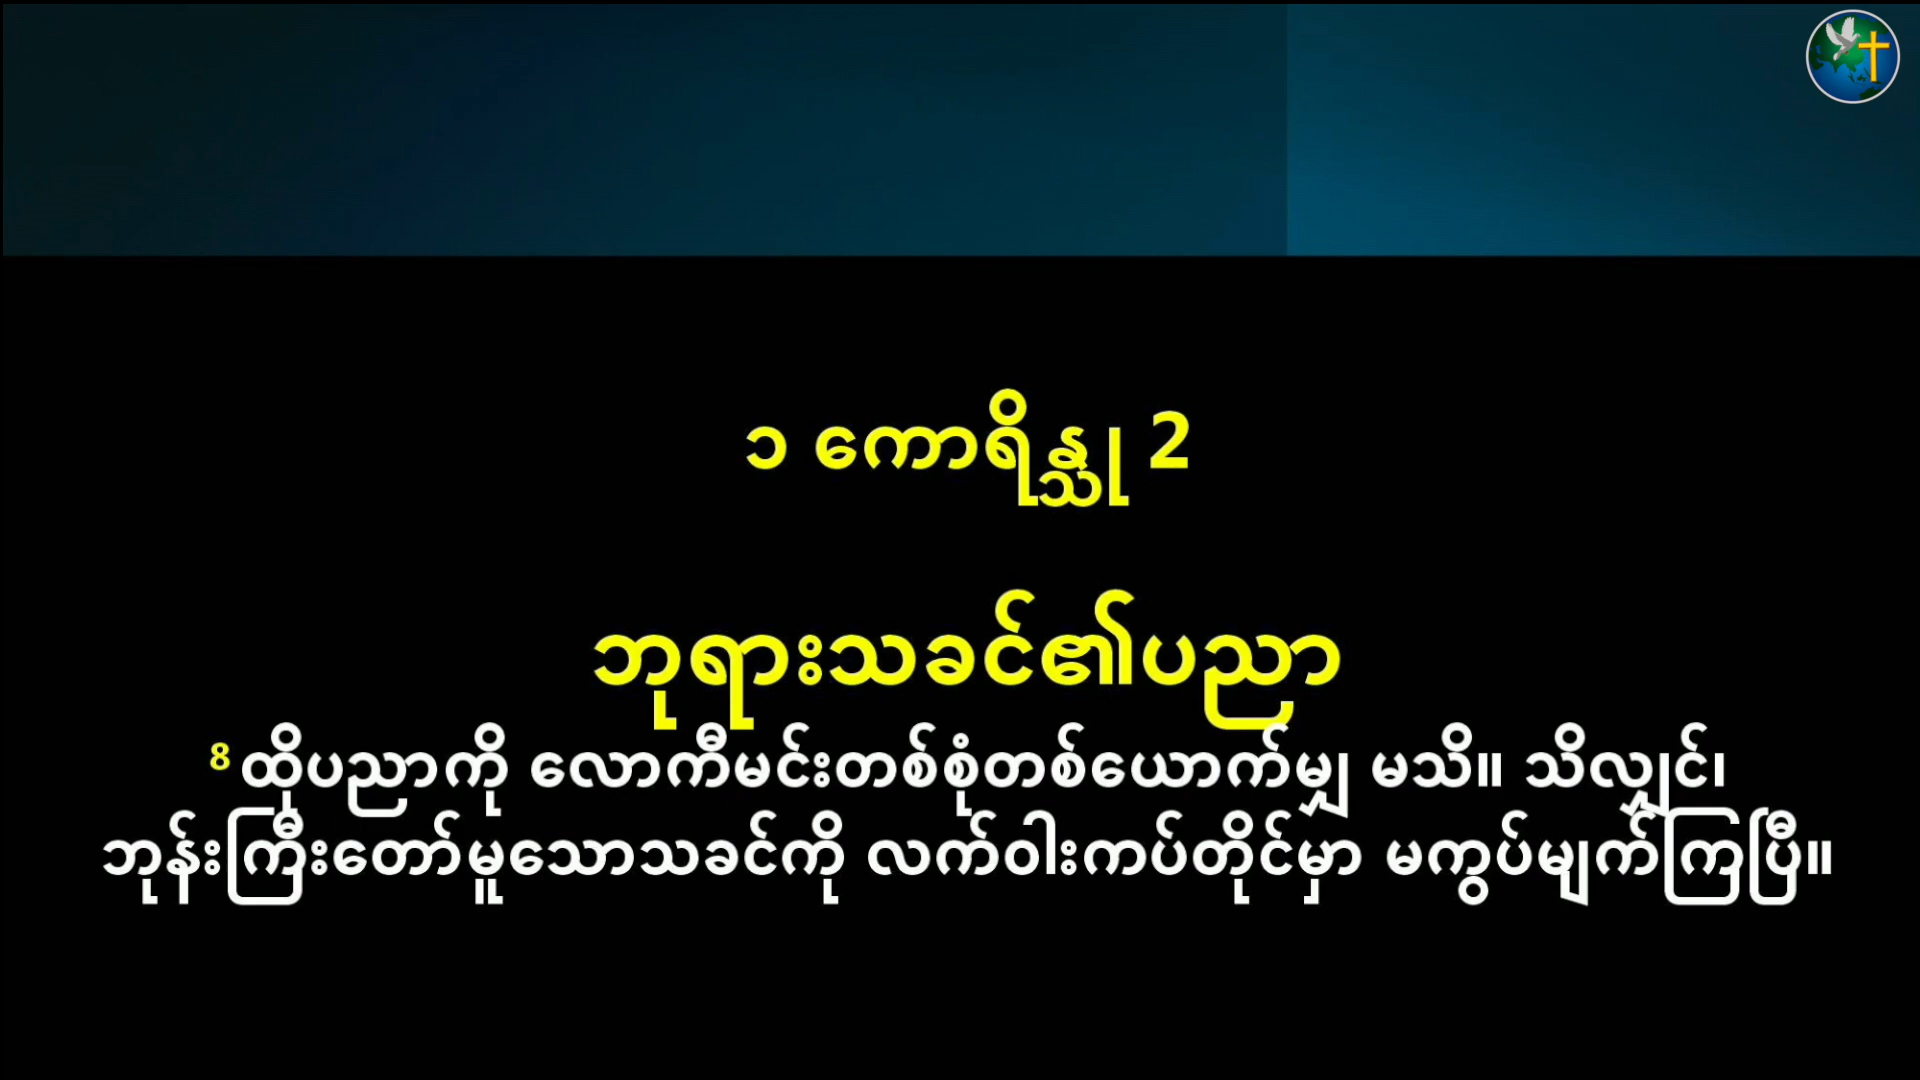 ၁ ကောရိန္သု 2
ဘုရားသခင်၏ပညာ
8 ထိုပညာကို လောကီမင်းတစ်စုံတစ်ယောက်မျှ မသိ။ သိလျှင်၊
ဘုန်းကြီးတော်မူသောသခင်ကို လက်ဝါးကပ်တိုင်မှာ မကွပ်မျက်ကြပြီ။